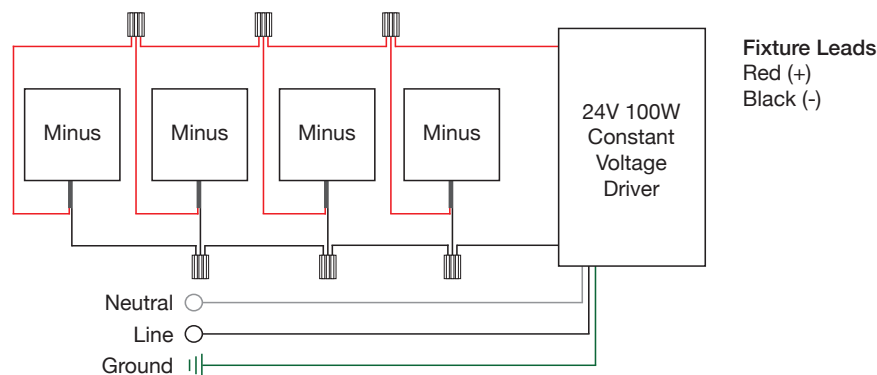 Minus
Minus
Minus
Minus
24V 100W
Constant
Voltage
Driver
Fixture Leads
Red (+)
Black (-)
Neutral
Line
Ground